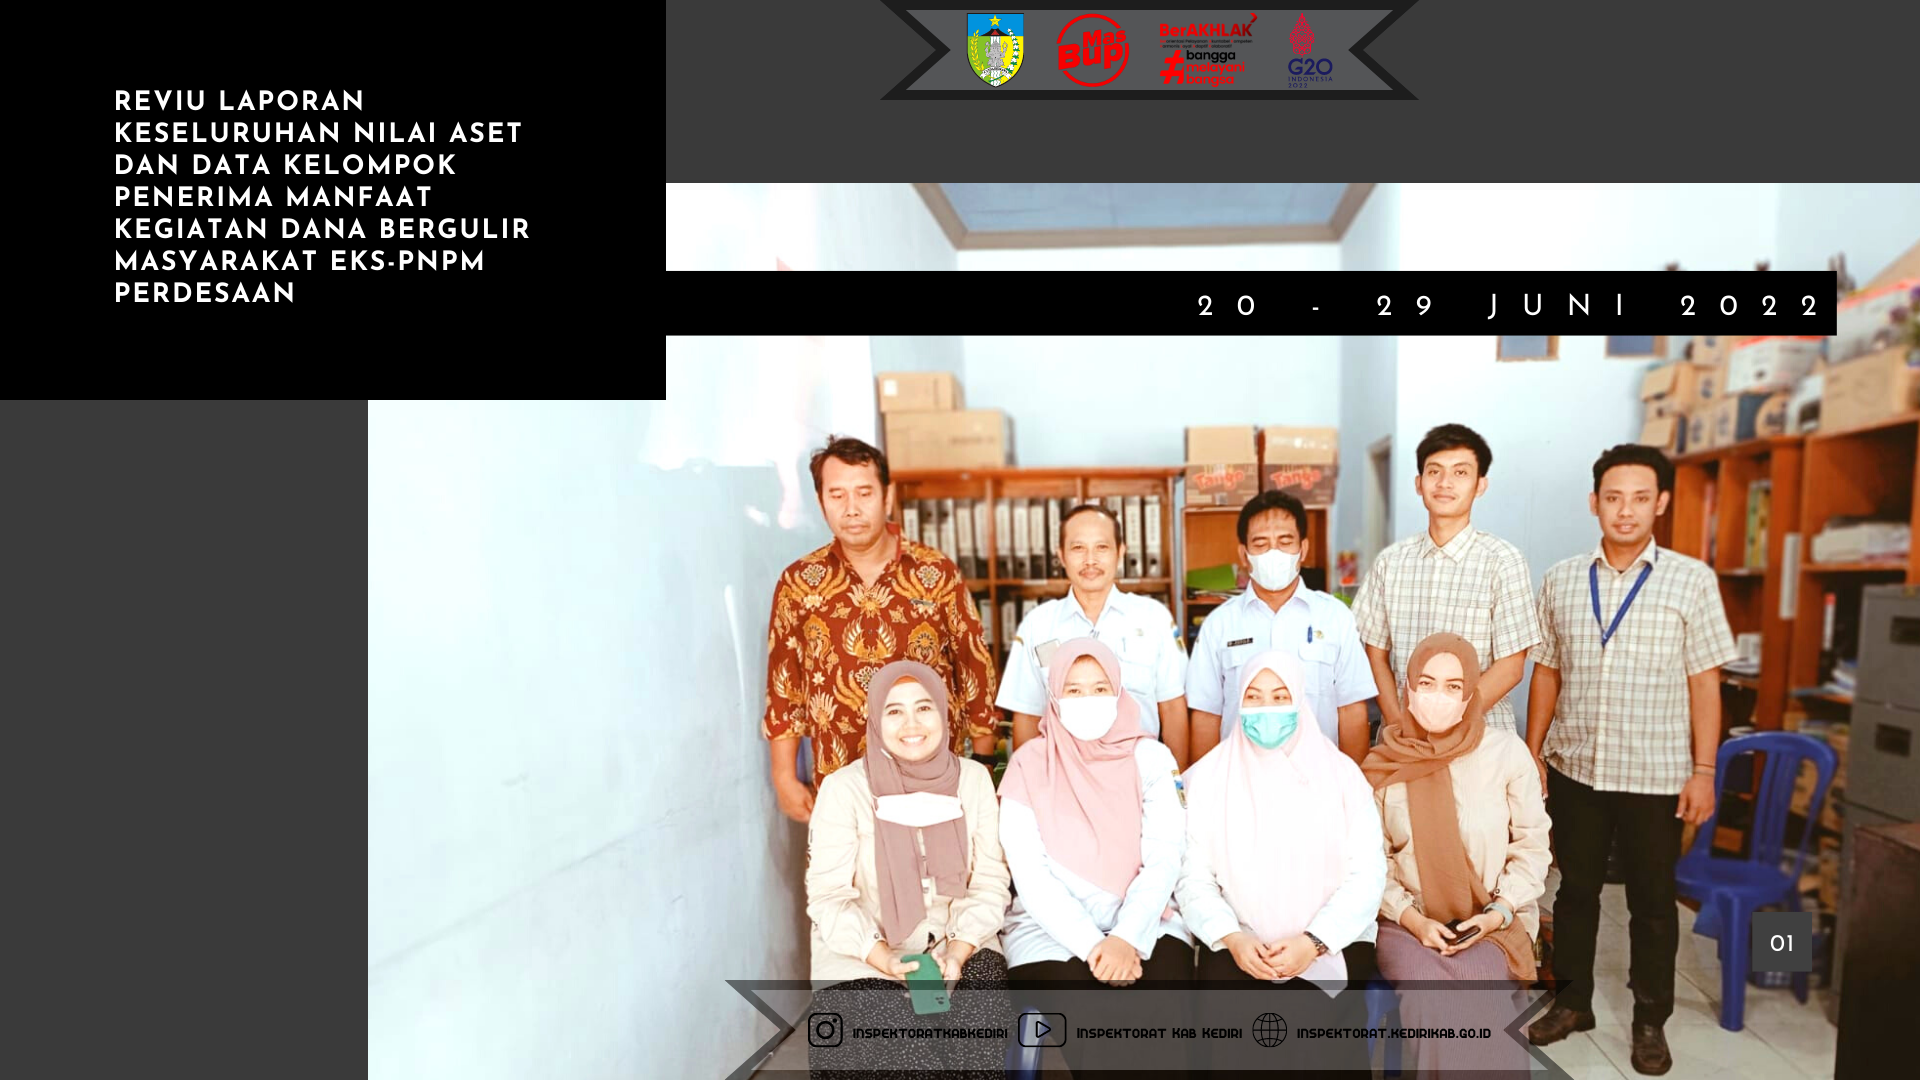 REVIU LAPORAN
KESELURUHAN NILAI ASET
DAN DATA KELOMPOK
PENERIMA MANFAAT
KEGIATAN DANA BERGULIR
MASYARAKAT EKS-PNPM
PERDESAAN
Mas
BUP
BerAKHLAK
#bangga
melayani
bangsa
G20
INDONESIA
2022
20 - 29 JUNI 2022
Tango
Tango
01
INSPEKTORATKABKEDIRI
INSPEKTORAT KAB KEDIRI
INSPEKTORAT.KEDIRIKAB.GO.ID